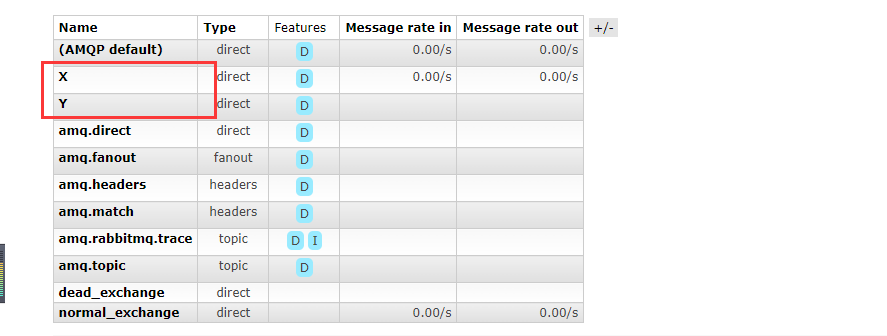 Name Type Features Message rate in Message rate out +/-
(AMQP default) direct D 0.00/s 0.00/s
X direct D 0.00/s 0.00/s
Y direct D
amq.direct direct D
amq.fanout fanout D
amq.headers headers D
amq.match headers D
amq.rabbitmq.trace topic D I
amq.topic topic D
dead_exchange direct
normal_exchange direct 0.00/s 0.00/s